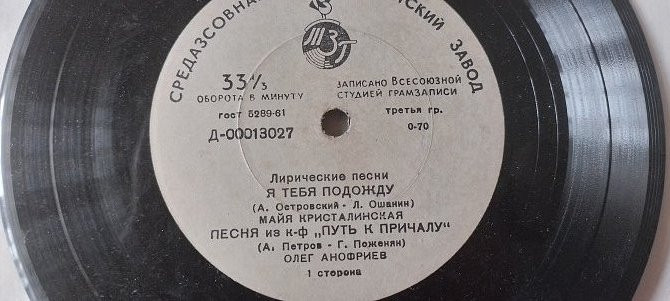 СРЕДАЗСОВНА
СКИЙ ЗАВОД
ТЗГ
33⅓
ОБОРОТА В МИНУТУ
ГОСТ 5289-61
Д-00013027
ЗАПИСАНО ВСЕСОЮЗНОЙ
СТУДИЕЙ ГРАМЗАПИСИ
третья гр.
0-70
Лирические песни
Я ТЕБЯ ПОДОЖДУ
(А. Островский - Л. Ошанин)
МАЙЯ КРИСТАЛИНСКАЯ
ПЕСНЯ из к-ф „ПУТЬ К ПРИЧАЛУ"
(А. Петров - Г. Поженян)
ОЛЕГ АНОФРИЕВ
1 сторона